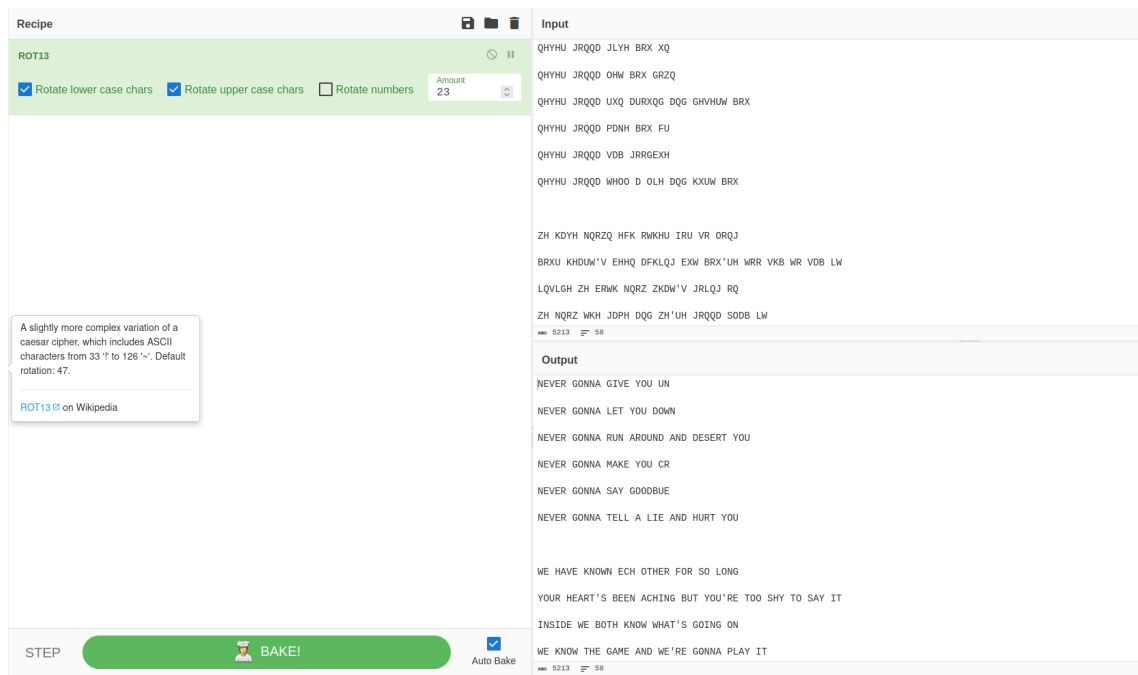 Recipe
ROT13
Rotate lower case chars
Rotate upper case chars
Rotate numbers
Amount
23
A slightly more complex variation of a
caesar cipher, which includes ASCII
characters from 33 '!' to 126 '~'. Default
rotation: 47.
ROT13 on Wikipedia
STEP
BAKE!
Auto Bake
Input
QHYHU JRQQD JLYH BRX XQ
QHYHU JRQQD OHW BRX GRZQ
QHYHU JRQQD UXQ DURXQG DQG GHVHUW BRX
QHYHU JRQQD PDNH BRX FU
QHYHU JRQQD VDB JRRGEXH
QHYHU JRQQD WHOO D OLH DQG KXUW BRX
ZH KDYH NQRZQ HFK RWKHU IRU VR ORQJ
BRXU KHDUW'V EHHQ DFKLQJ EXW BRX'UH WRR VKB WR VDB LW
LQVLGH ZH ERWK NQRZ ZKDW'V JRLQJ RQ
ZH NQRZ WKH JDPH DQG ZH'UH JRQQD SODB LW
5213 50
Output
NEVER GONNA GIVE YOU UN
NEVER GONNA LET YOU DOWN
NEVER GONNA RUN AROUND AND DESERT YOU
NEVER GONNA MAKE YOU CR
NEVER GONNA SAY GOODBUE
NEVER GONNA TELL A LIE AND HURT YOU
WE HAVE KNOWN ECH OTHER FOR SO LONG
YOUR HEART'S BEEN ACHING BUT YOU'RE TOO SHY TO SAY IT
INSIDE WE BOTH KNOW WHAT'S GOING ON
WE KNOW THE GAME AND WE'RE GONNA PLAY IT
5213 50